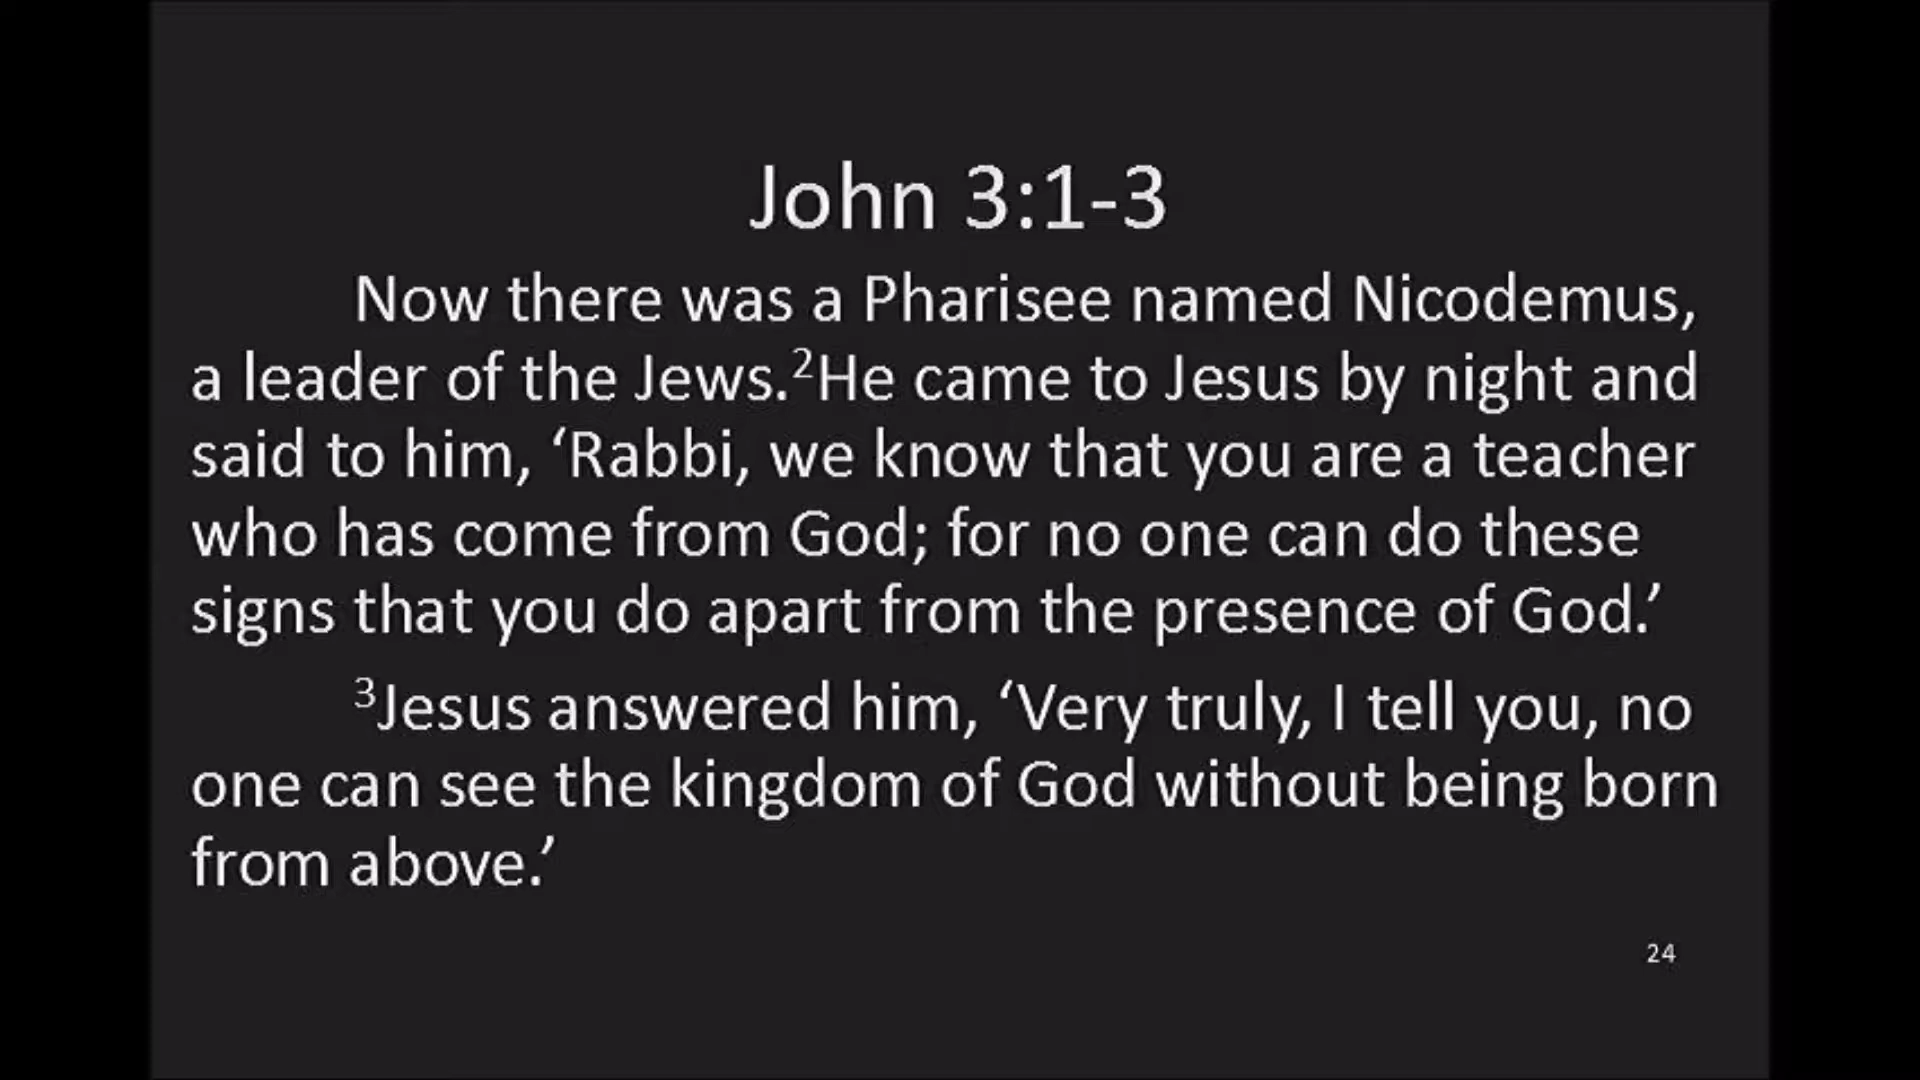 John 3:1-3
Now there was a Pharisee named Nicodemus,
a leader of the Jews.²He came to Jesus by night and
said to him, ‘Rabbi, we know that you are a teacher
who has come from God; for no one can do these
signs that you do apart from the presence of God.’
³Jesus answered him, ‘Very truly, I tell you, no
one can see the kingdom of God without being born
from above.’
24